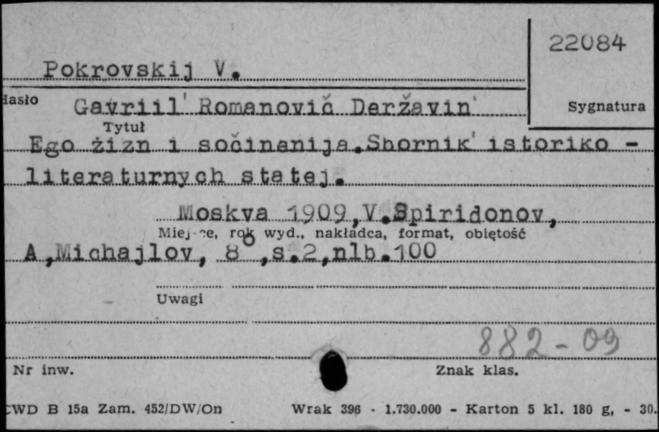 22084
Pokrovskij V.
Hasło
Gavriil' Romanovič Deržavin'
Sygnatura
Tytuł
Ego žizn i sočinenija.Sbornik' istoriko -
literaturnych statej.
Moskva 1909,V.Spiridonov,
Miejsce, rok wyd., nakładca, format, objętość
A,Michajlov, 8°,s.2,nlb.100
Uwagi
882-09
Nr inw.
Znak klas.
CWD B 15a Zam. 452/DW/On Wrak 396 - 1.730.000 - Karton 5 kl. 180 g, - 30.